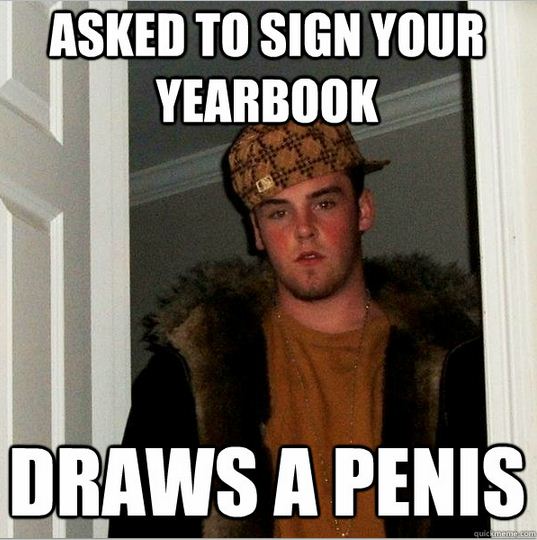 ASKED TO SIGN YOUR
YEARBOOK
DRAWS A PENIS
quickmeme.com